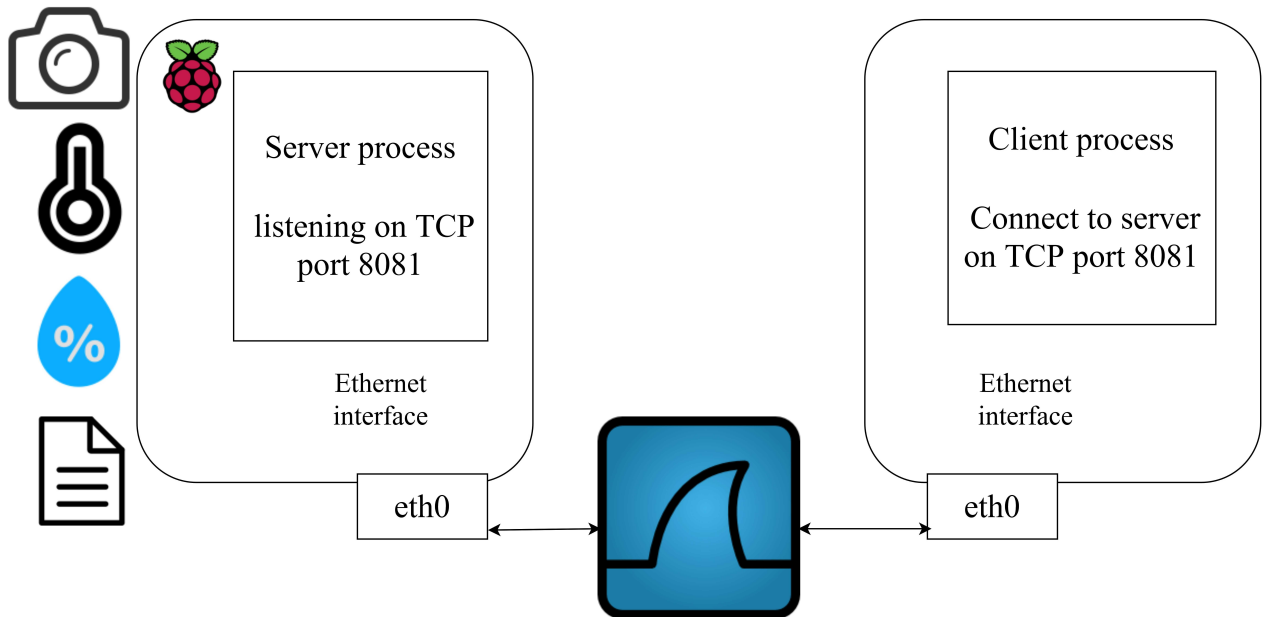 Server process
listening on TCP
port 8081
Ethernet
interface
eth0
%
Client process
Connect to server
on TCP port 8081
Ethernet
interface
eth0